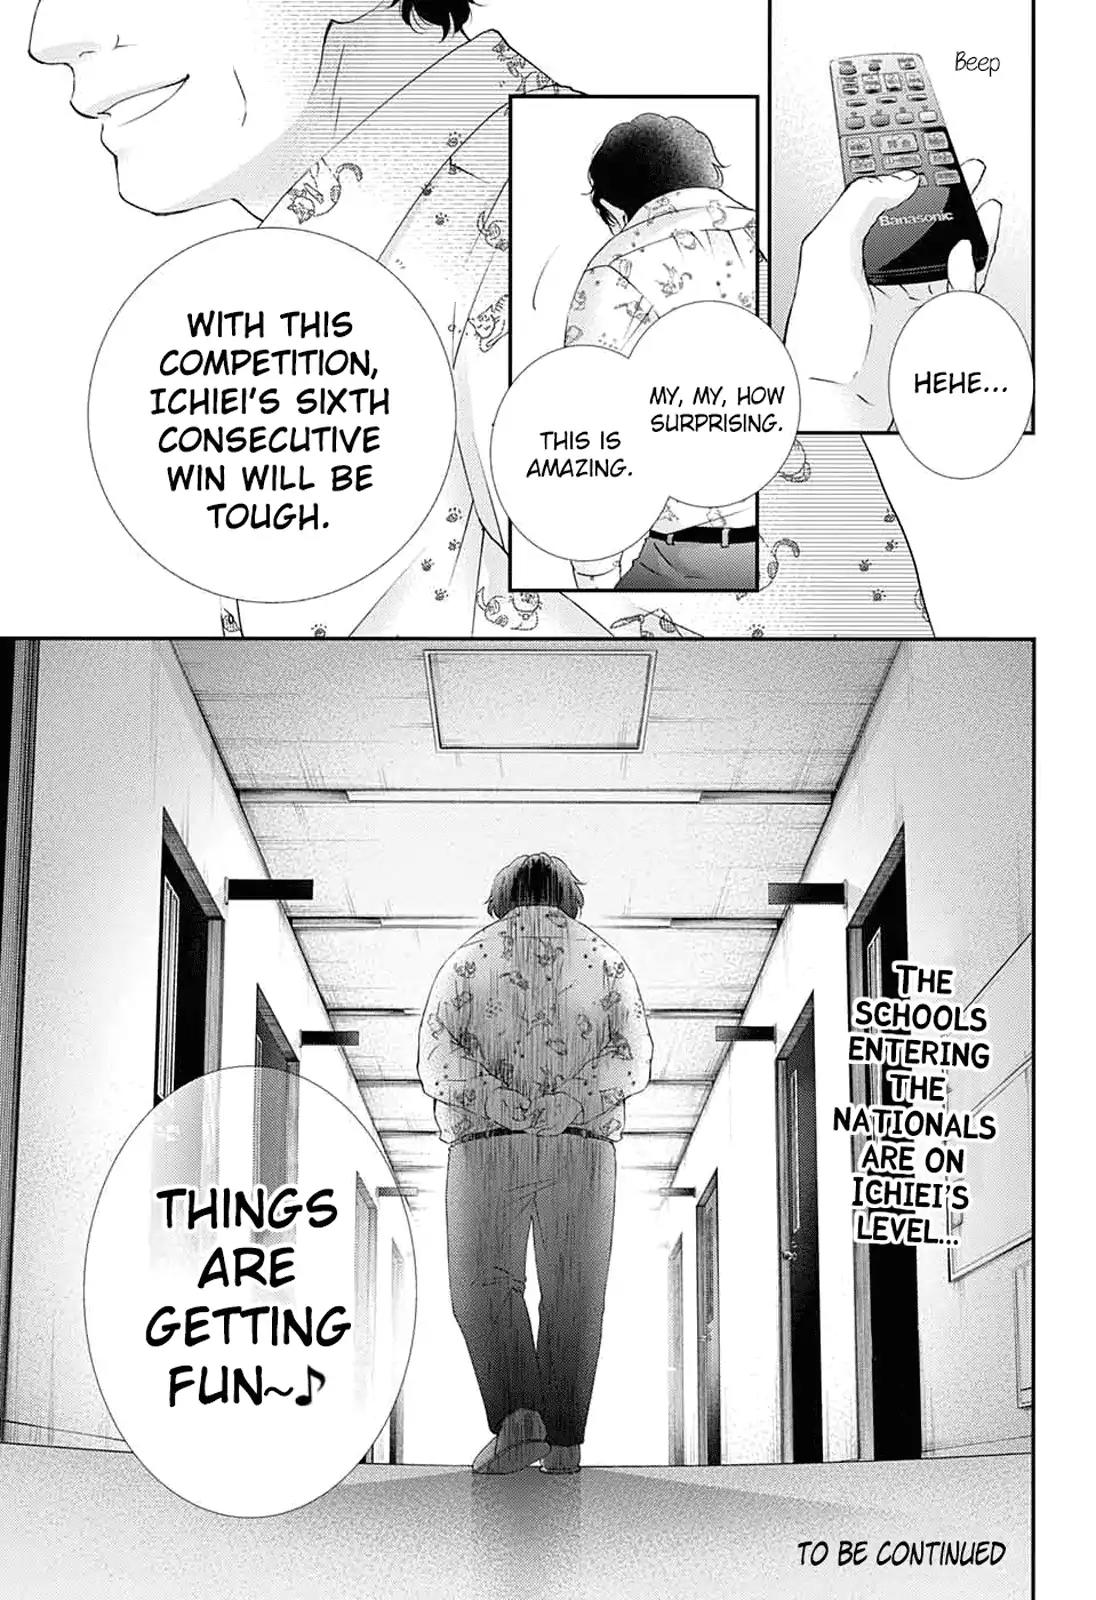 Beep
Banasonic
HEHE...
MY, MY, HOW
SURPRISING.
THIS IS
AMAZING.
WITH THIS
COMPETITION,
ICHIEI'S SIXTH
CONSECUTIVE
WIN WILL BE
TOUGH.
THE
SCHOOLS
ENTERING
THE
NATIONALS
ARE ON
ICHIEI'S
LEVEL...
THINGS
ARE
GETTING
FUN~♪
TO BE CONTINUED